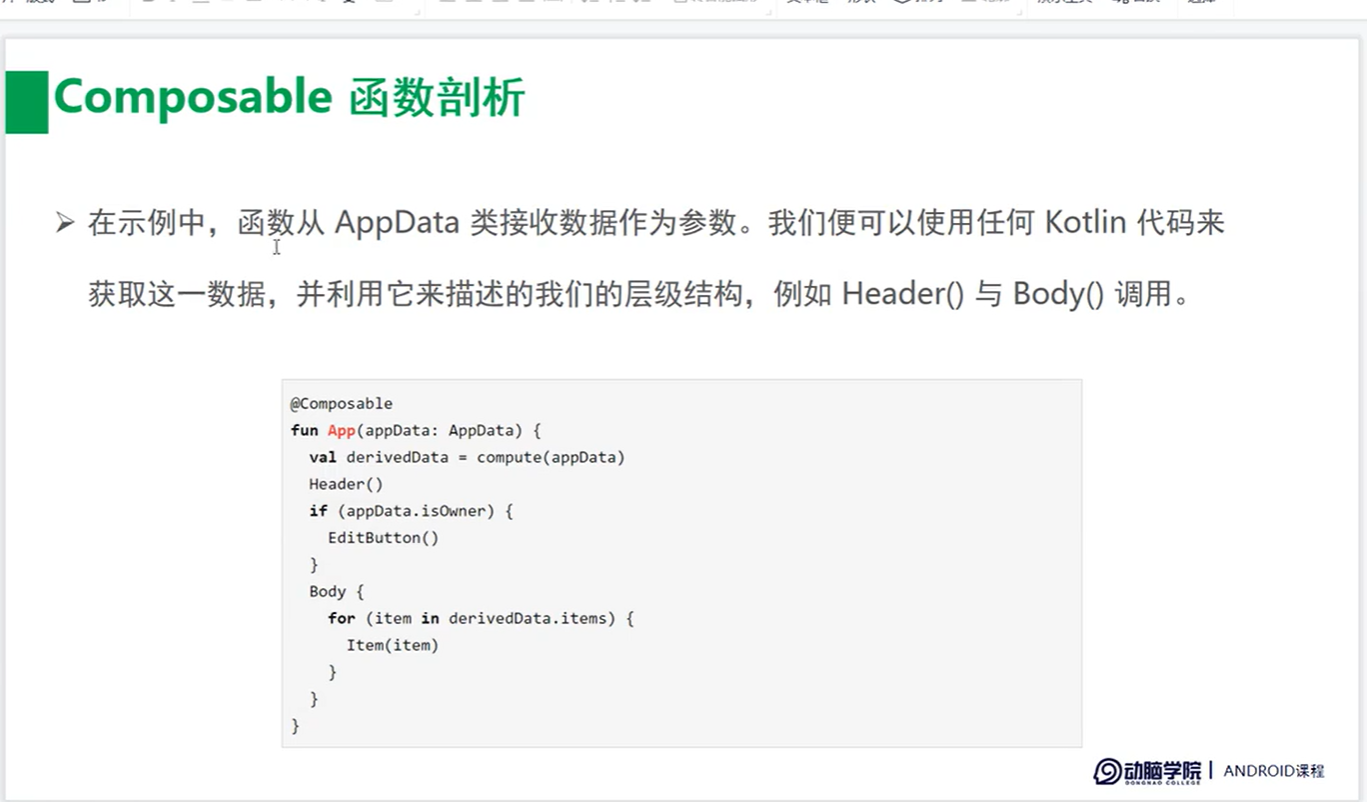 Composable 函数剖析
在示例中，函数从 AppData 类接收数据作为参数。我们便可以使用任何 Kotlin 代码来
获取这一数据，并利用它来描述的我们的层级结构，例如 Header() 与 Body() 调用。
@Composable
fun App(appData: AppData) {
  val derivedData = compute(appData)
  Header()
  if (appData.isOwner) {
    EditButton()
  }
  Body {
    for (item in derivedData.items) {
      Item(item)
    }
  }
}
动脑学院 | ANDROID课程
DONGNAO COLLEGE